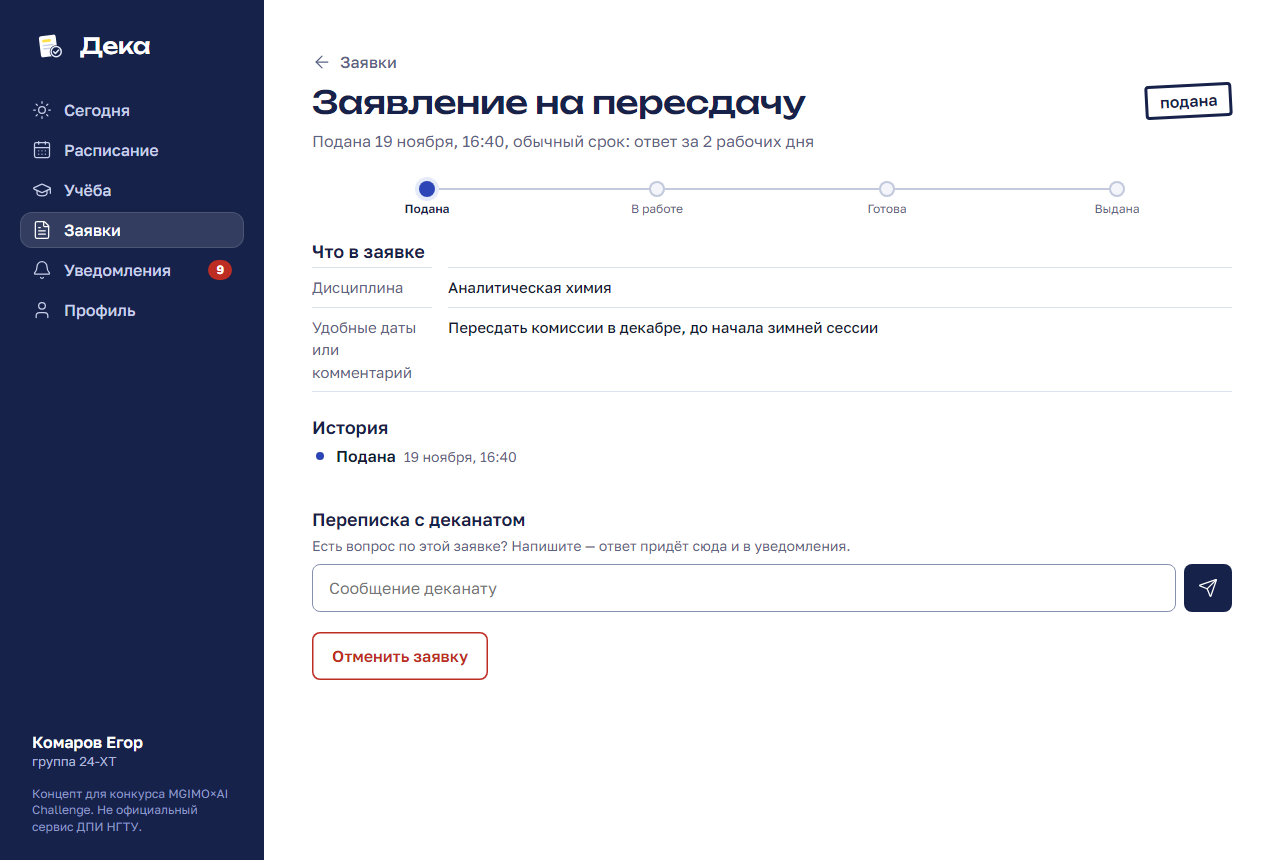 Дека
Сегодня
Расписание
Учёба
Заявки
Уведомления 9
Профиль
Комаров Егор
группа 24-ХТ
Концепт для конкурса MGIMO×AI
Challenge. Не официальный
сервис ДПИ НГТУ.
Заявки
Заявление на пересдачу
подана
Подана 19 ноября, 16:40, обычный срок: ответ за 2 рабочих дня
Подана В работе Готова Выдана
Что в заявке
Дисциплина Аналитическая химия
Удобные даты Пересдать комиссии в декабре, до начала зимней сессии
или
комментарий
История
Подана 19 ноября, 16:40
Переписка с деканатом
Есть вопрос по этой заявке? Напишите — ответ придёт сюда и в уведомления.
Сообщение деканату
Отменить заявку